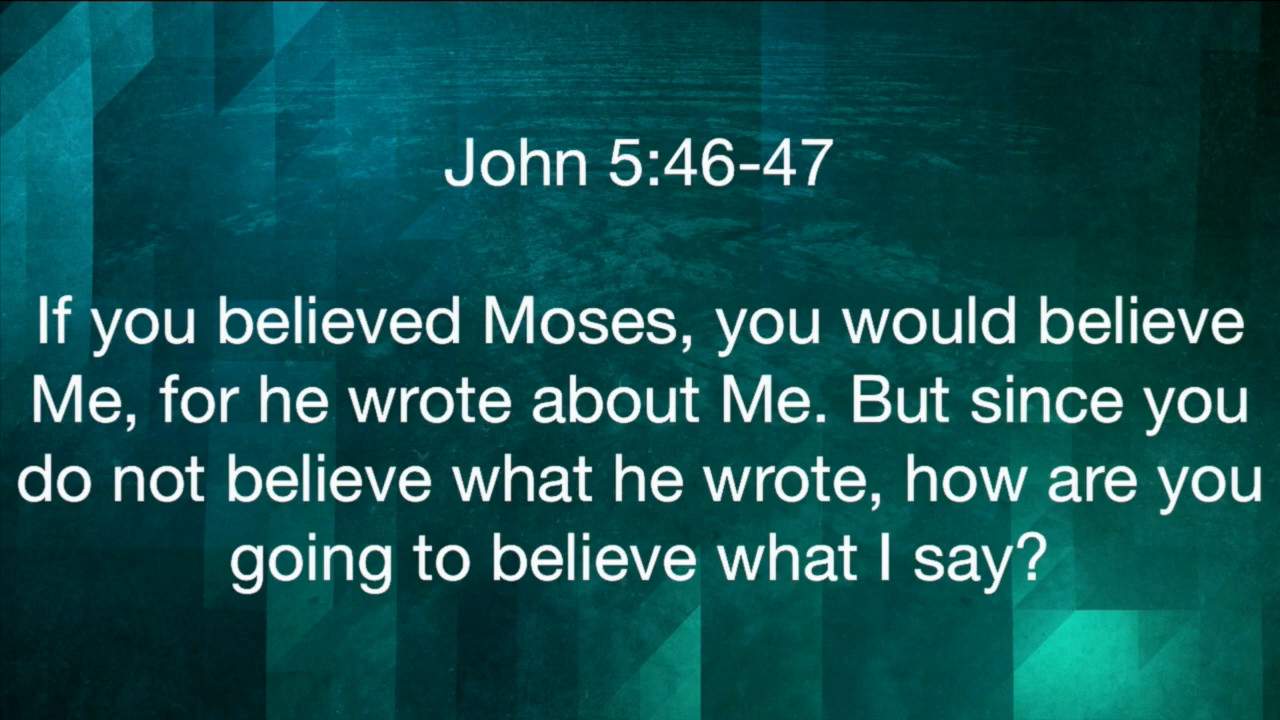 John 5:46-47
If you believed Moses, you would believe
Me, for he wrote about Me. But since you
do not believe what he wrote, how are you
going to believe what I say?